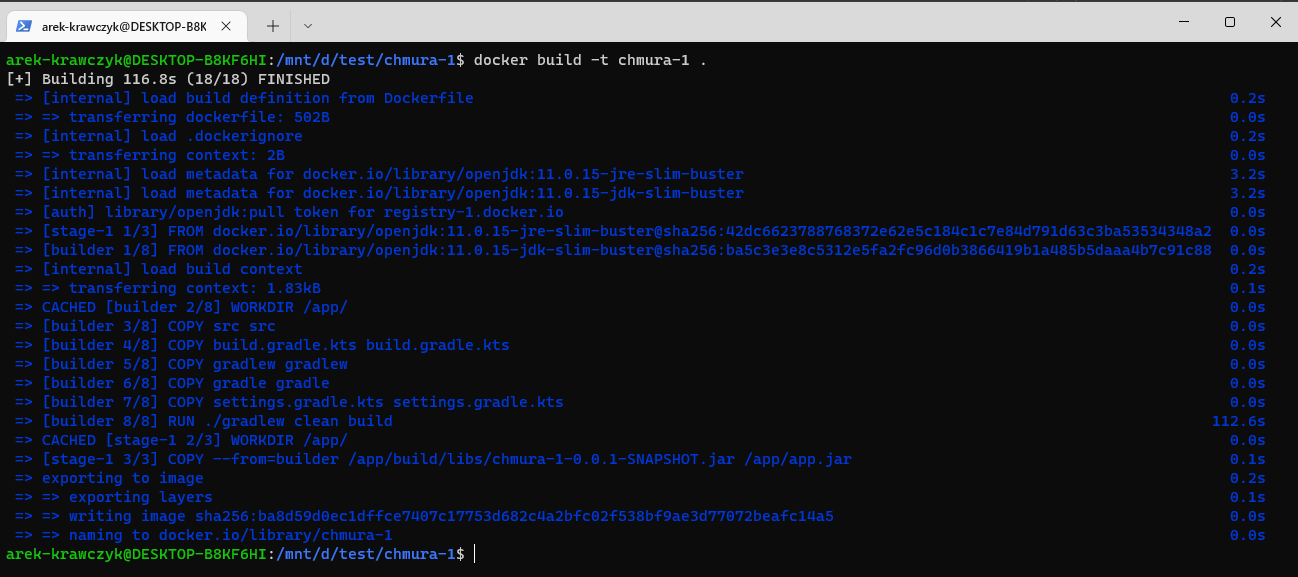 arek-krawczyk@DESKTOP-B8K
arek-krawczyk@DESKTOP-B8KF6HI:/mnt/d/test/chmura-1$ docker build -t chmura-1 .
[+] Building 116.8s (18/18) FINISHED
=> [internal] load build definition from Dockerfile 0.2s
=> => transferring dockerfile: 502B 0.0s
=> [internal] load .dockerignore 0.2s
=> => transferring context: 2B 0.0s
=> [internal] load metadata for docker.io/library/openjdk:11.0.15-jre-slim-buster 3.2s
=> [internal] load metadata for docker.io/library/openjdk:11.0.15-jdk-slim-buster 3.2s
=> [auth] library/openjdk:pull token for registry-1.docker.io 0.0s
=> [stage-1 1/3] FROM docker.io/library/openjdk:11.0.15-jre-slim-buster@sha256:42dc6623788768372e62e5c184c1c7e84d791d63c3ba53534348a2 0.0s
=> [builder 1/8] FROM docker.io/library/openjdk:11.0.15-jdk-slim-buster@sha256:ba5c3e3e8c5312e5fa2fc96d0b3866419b1a485b5daaa4b7c91c88 0.0s
=> [internal] load build context 0.2s
=> => transferring context: 1.83kB 0.1s
=> CACHED [builder 2/8] WORKDIR /app/ 0.0s
=> [builder 3/8] COPY src src 0.0s
=> [builder 4/8] COPY build.gradle.kts build.gradle.kts 0.0s
=> [builder 5/8] COPY gradlew gradlew 0.0s
=> [builder 6/8] COPY gradle gradle 0.0s
=> [builder 7/8] COPY settings.gradle.kts settings.gradle.kts 0.0s
=> [builder 8/8] RUN ./gradlew clean build 112.6s
=> CACHED [stage-1 2/3] WORKDIR /app/ 0.0s
=> [stage-1 3/3] COPY --from=builder /app/build/libs/chmura-1-0.0.1-SNAPSHOT.jar /app/app.jar 0.1s
=> exporting to image 0.2s
=> => exporting layers 0.1s
=> => writing image sha256:ba8d59d0ec1dffce7407c17753d682c4a2bfc02f538bf9ae3d77072beafc14a5 0.0s
=> => naming to docker.io/library/chmura-1 0.0s
arek-krawczyk@DESKTOP-B8KF6HI:/mnt/d/test/chmura-1$